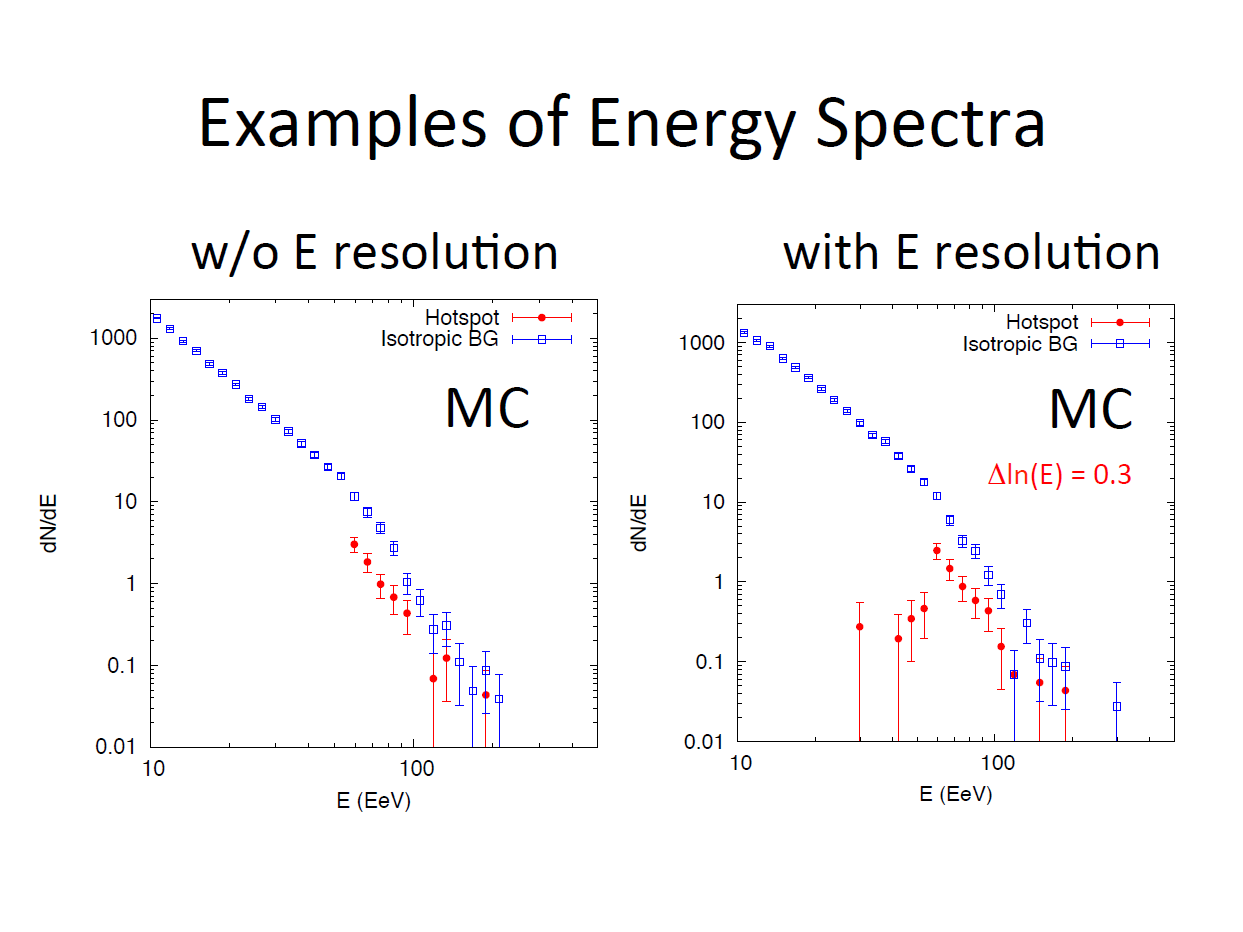 Examples of Energy Spectra
w/o E resolution
with E resolution
Hotspot
Isotropic BG
MC
1000
100
10
1
0.1
0.01
dN/dE
10
100
E (EeV)
Hotspot
Isotropic BG
MC
Δln(E) = 0.3
1000
100
10
1
0.1
0.01
dN/dE
10
100
E (EeV)